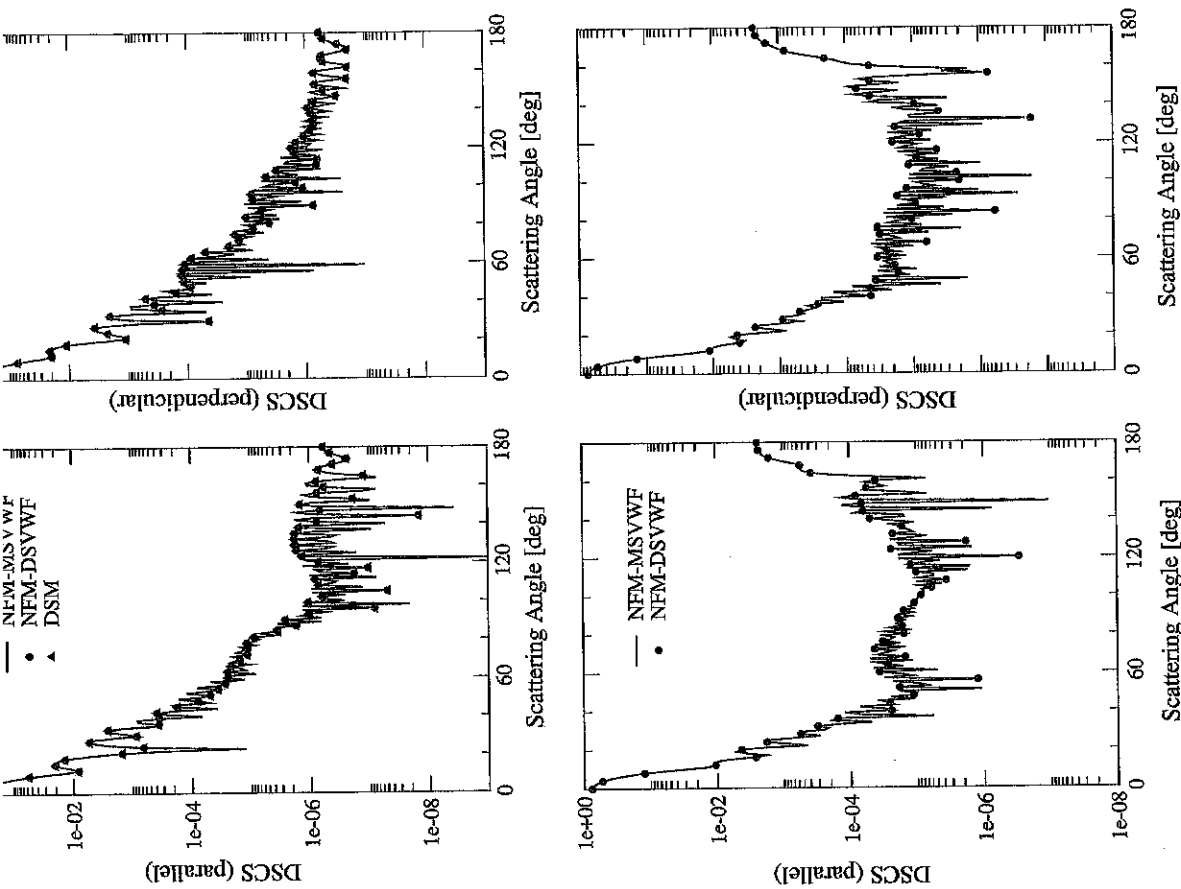 NFM-MSVWF
NFM-DSVWF
DSM
1e-02
1e-04
1e-06
1e-08
DSCS (parallel)
0
60
120
180
Scattering Angle [deg]
DSCS (perpendicular)
0
60
120
180
Scattering Angle [deg]
NFM-MSVWF
NFM-DSVWF
1e+00
1e-02
1e-04
1e-06
1e-08
DSCS (parallel)
0
60
120
180
Scattering Angle [deg]
DSCS (perpendicular)
0
60
120
180
Scattering Angle [deg]